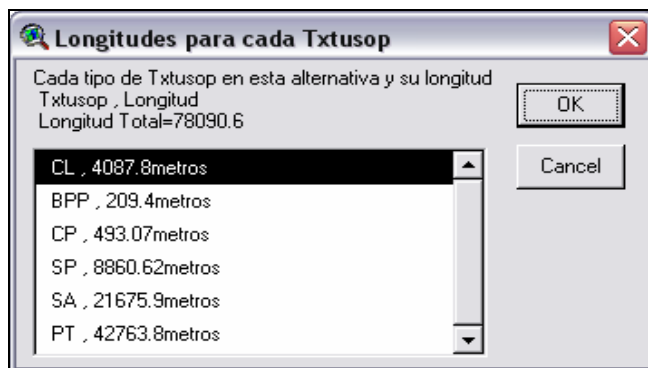 Longitudes para cada Txtusop
Cada tipo de Txtusop en esta alternativa y su longitud
Txtusop , Longitud
Longitud Total=78090.6
OK
Cancel
CL , 4087.8metros
BPP , 209.4metros
CP , 493.07metros
SP , 8860.62metros
SA , 21675.9metros
PT , 42763.8metros